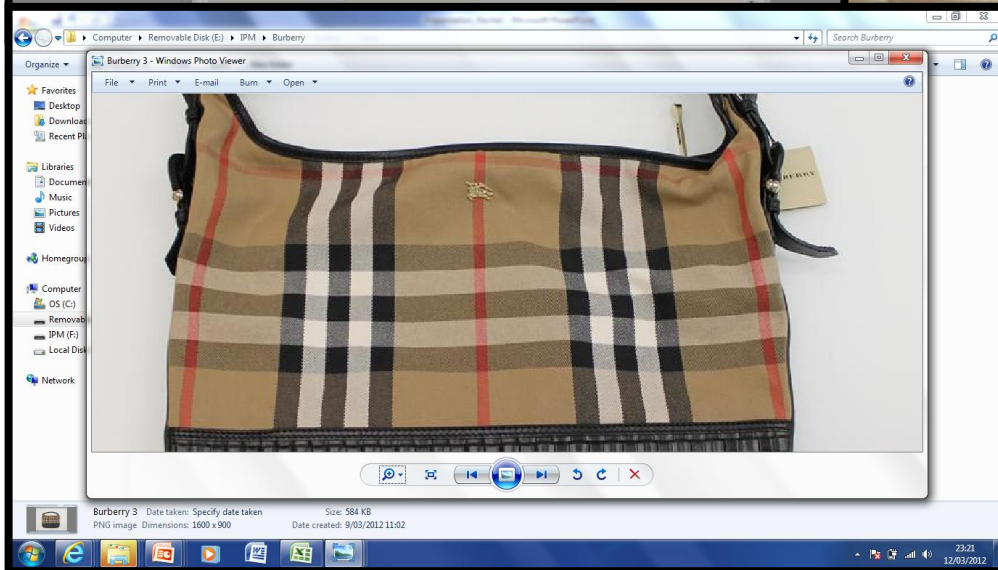 Computer ▸ Removable Disk (E:) ▸ IPM ▸ Burberry
Search Burberry
Organize
Burberry 3 - Windows Photo Viewer
File Print E-mail Burn Open
Favorites
Desktop
Recent
Libraries
Music
Pictures
Videos
Computer
OS (C:)
IPM (F:)
Local
Network
Burberry 3 Date taken: Specify date taken Size: 584 KB
PNG image Dimensions: 1600 x 900 Date created: 9/03/2012 11:02
23:21
12/03/2012